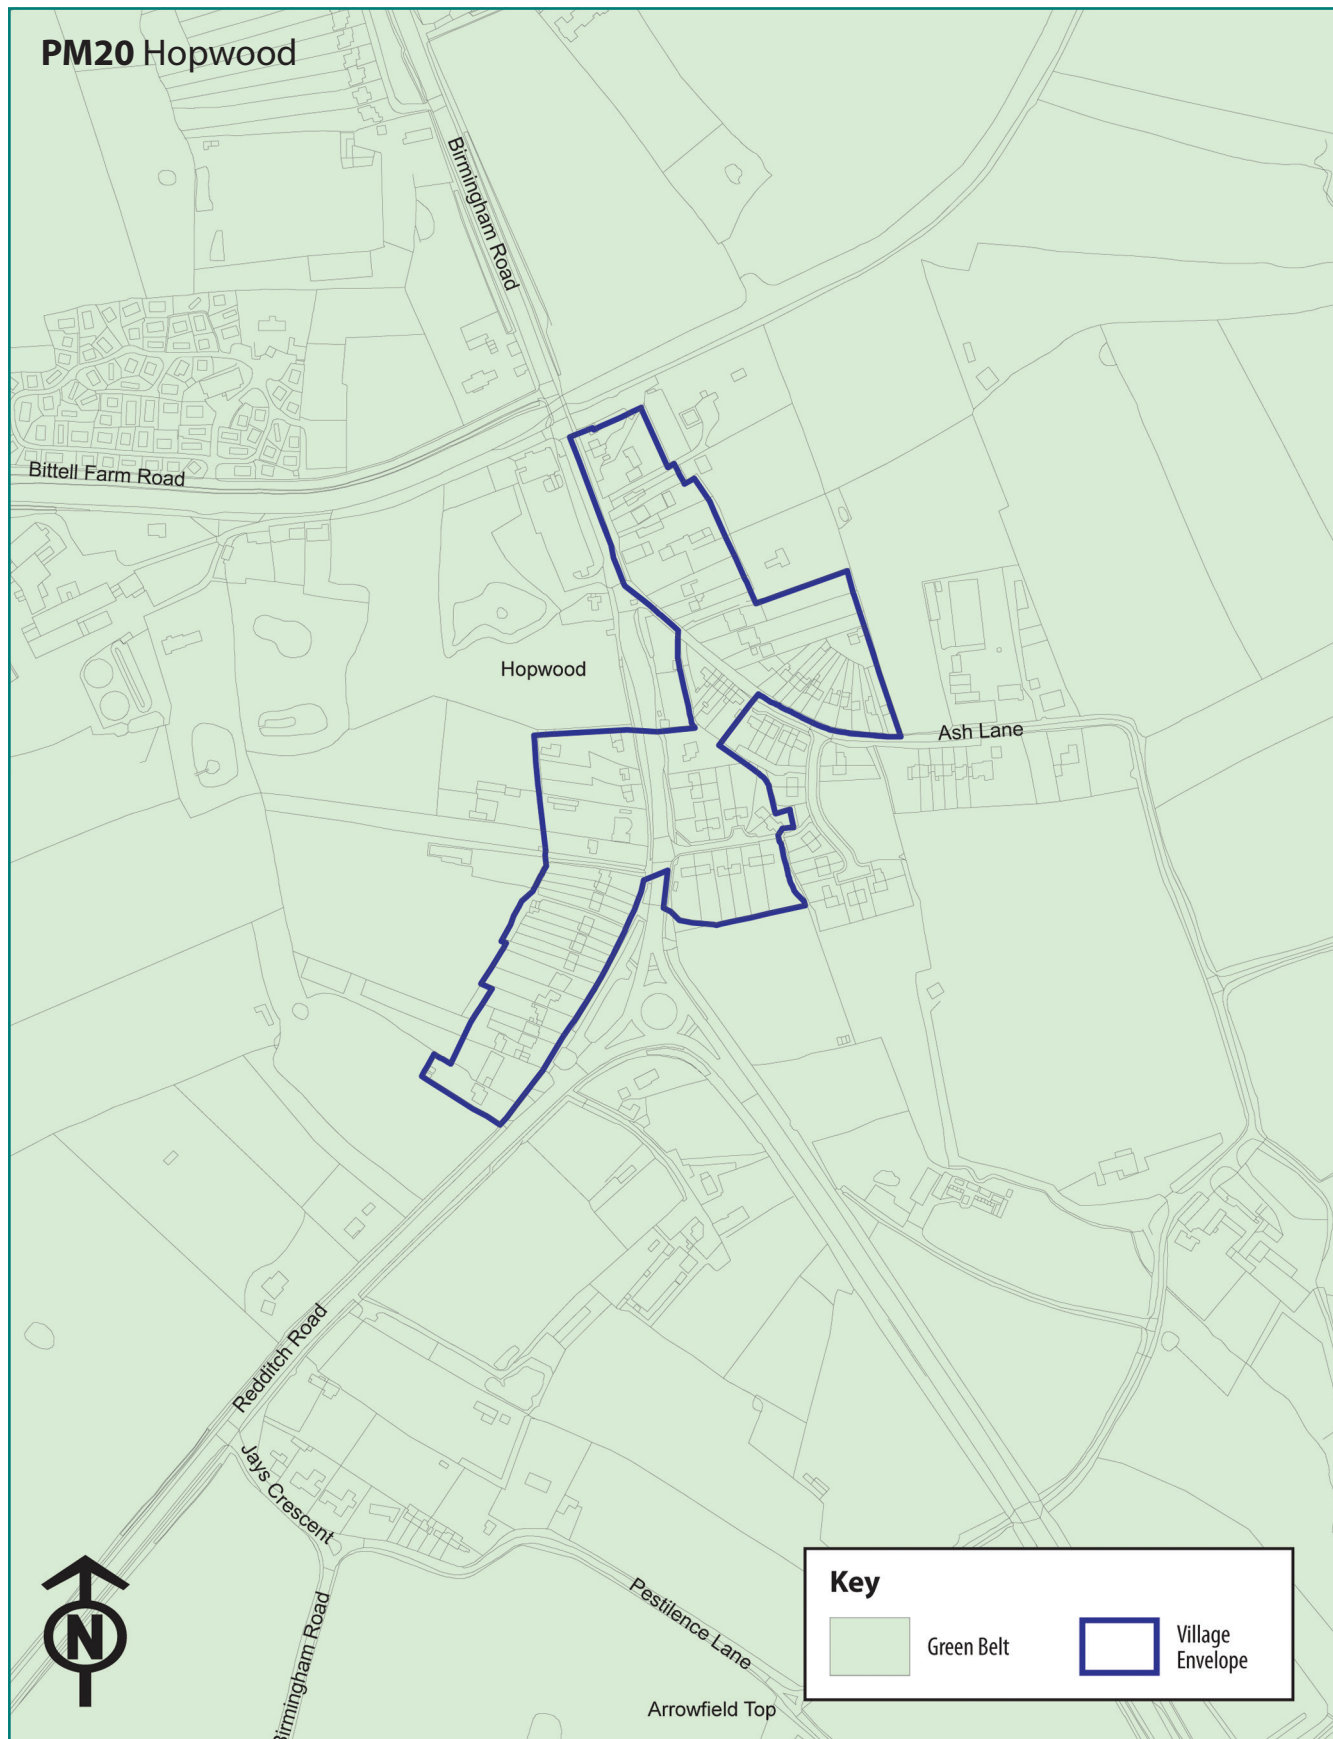 PM20 Hopwood
Birmingham Road
Bittell Farm Road
Hopwood
Ash Lane
Redditch Road
Jays Crescent
Birmingham Road
Pestilence Lane
Arrowfield Top
N
Key
Green Belt
Village
Envelope